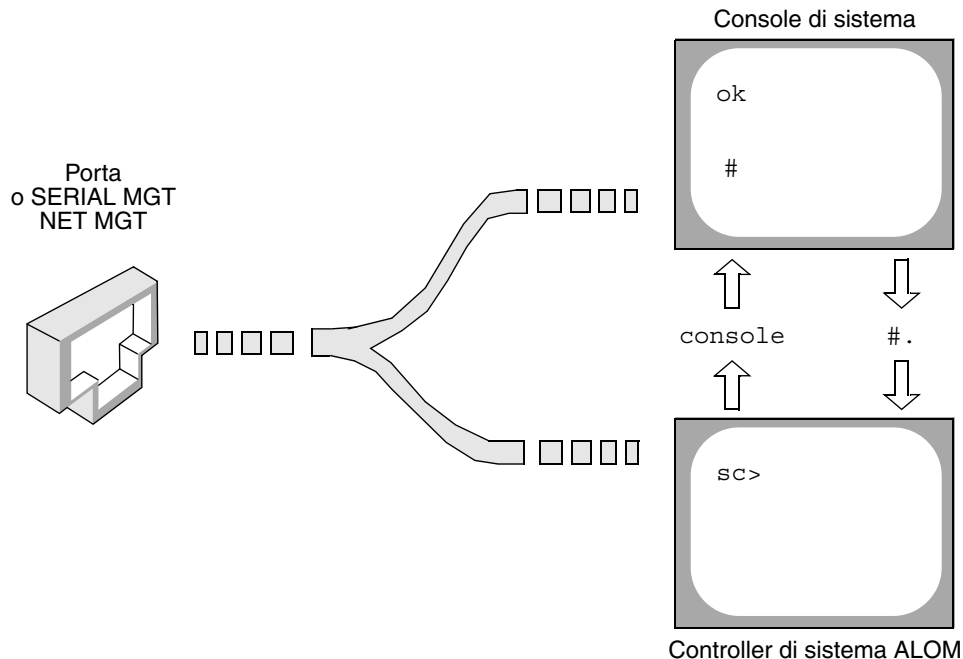 Console di sistema
ok
#
Porta
o SERIAL MGT
NET MGT
console
#.
sc>
Controller di sistema ALOM